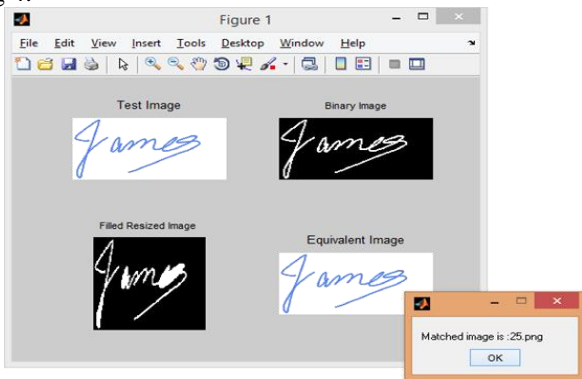 Figure 1
File Edit View Insert Tools Desktop Window Help
Test Image
Binary Image
James
James
Filled Resized Image
Equivalent Image
James
James
Matched image is :25.png
OK